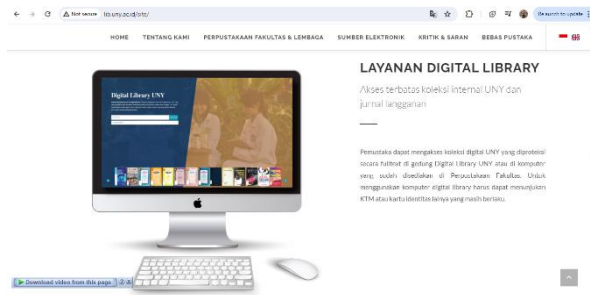 Not secure lib.uny.ac.id/site/
Be sure to update
HOME TENTANG KAMI PERPUSTAKAAN FAKULTAS & LEMBAGA SUMBER ELEKTRONIK KRITIK & SARAN BEBAS PUSTAKA
LAYANAN DIGITAL LIBRARY
Akses terbatas koleksi internal UNY dan
jurnal langganan
Digital Library UNY
Pemustaka dapat mengakses koleksi digital UNY yang diproteksi
secara fulltext di gedung Digital Library UNY atau di komputer
yang sudah disediakan di Perpustakaan Fakultas. Untuk
menggunakan komputer digital library harus dapat menunjukan
KTM atau kartu identitas lainya yang masih berlaku.
Download video from this page